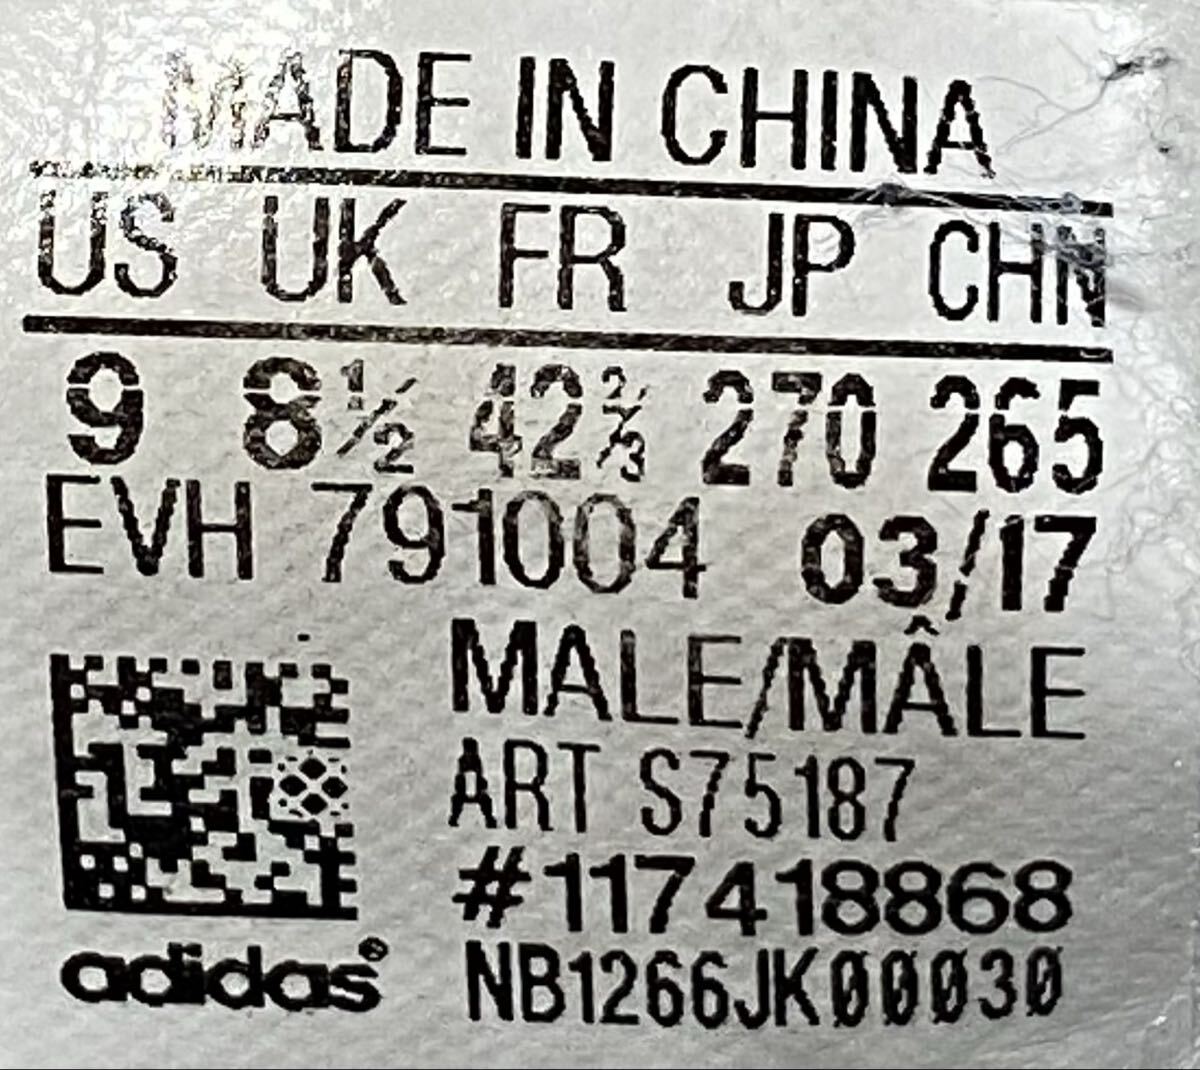 MADE IN CHINA
US UK FR JP CHN
9 8½ 42⅔ 270 265
EVH 791004 03/17
MALE/MÂLE
ART S75187
#117418868
adidas® NB1266JK00030